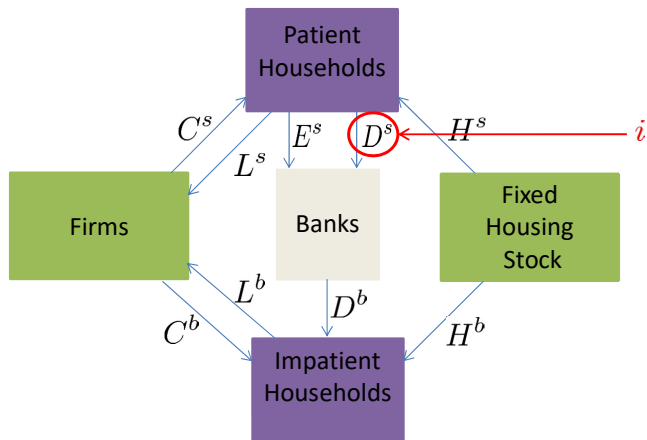 Patient
Households
C^s
E^s
D^s
H^s
i
L^s
Firms
Banks
Fixed
Housing
Stock
L^b
C^b
D^b
H^b
Impatient
Households